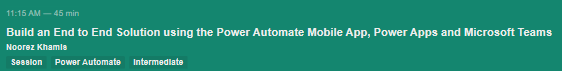 11:15 AM — 45 min
Build an End to End Solution using the Power Automate Mobile App, Power Apps and Microsoft Teams
Noorez Khamis
Session Power Automate Intermediate